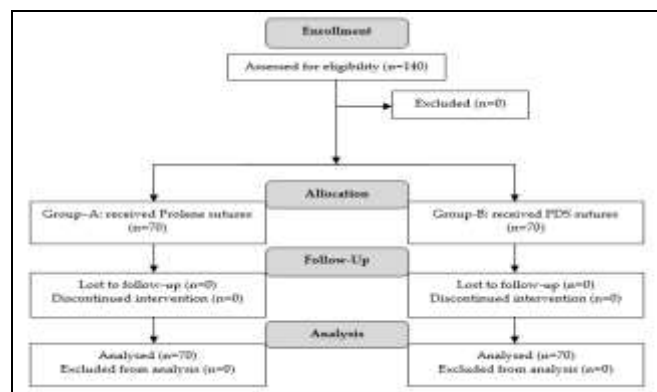 Enrollment
Assessed for eligibility (n=140)
Excluded (n=0)
Allocation
Group-A: received Prolene sutures
(n=70)
Group-B: received PDS sutures
(n=70)
Follow-Up
Lost to follow-up (n=0)
Discontinued intervention (n=0)
Lost to follow-up (n=0)
Discontinued intervention (n=0)
Analysis
Analysed (n=70)
Excluded from analysis (n=0)
Analysed (n=70)
Excluded from analysis (n=0)